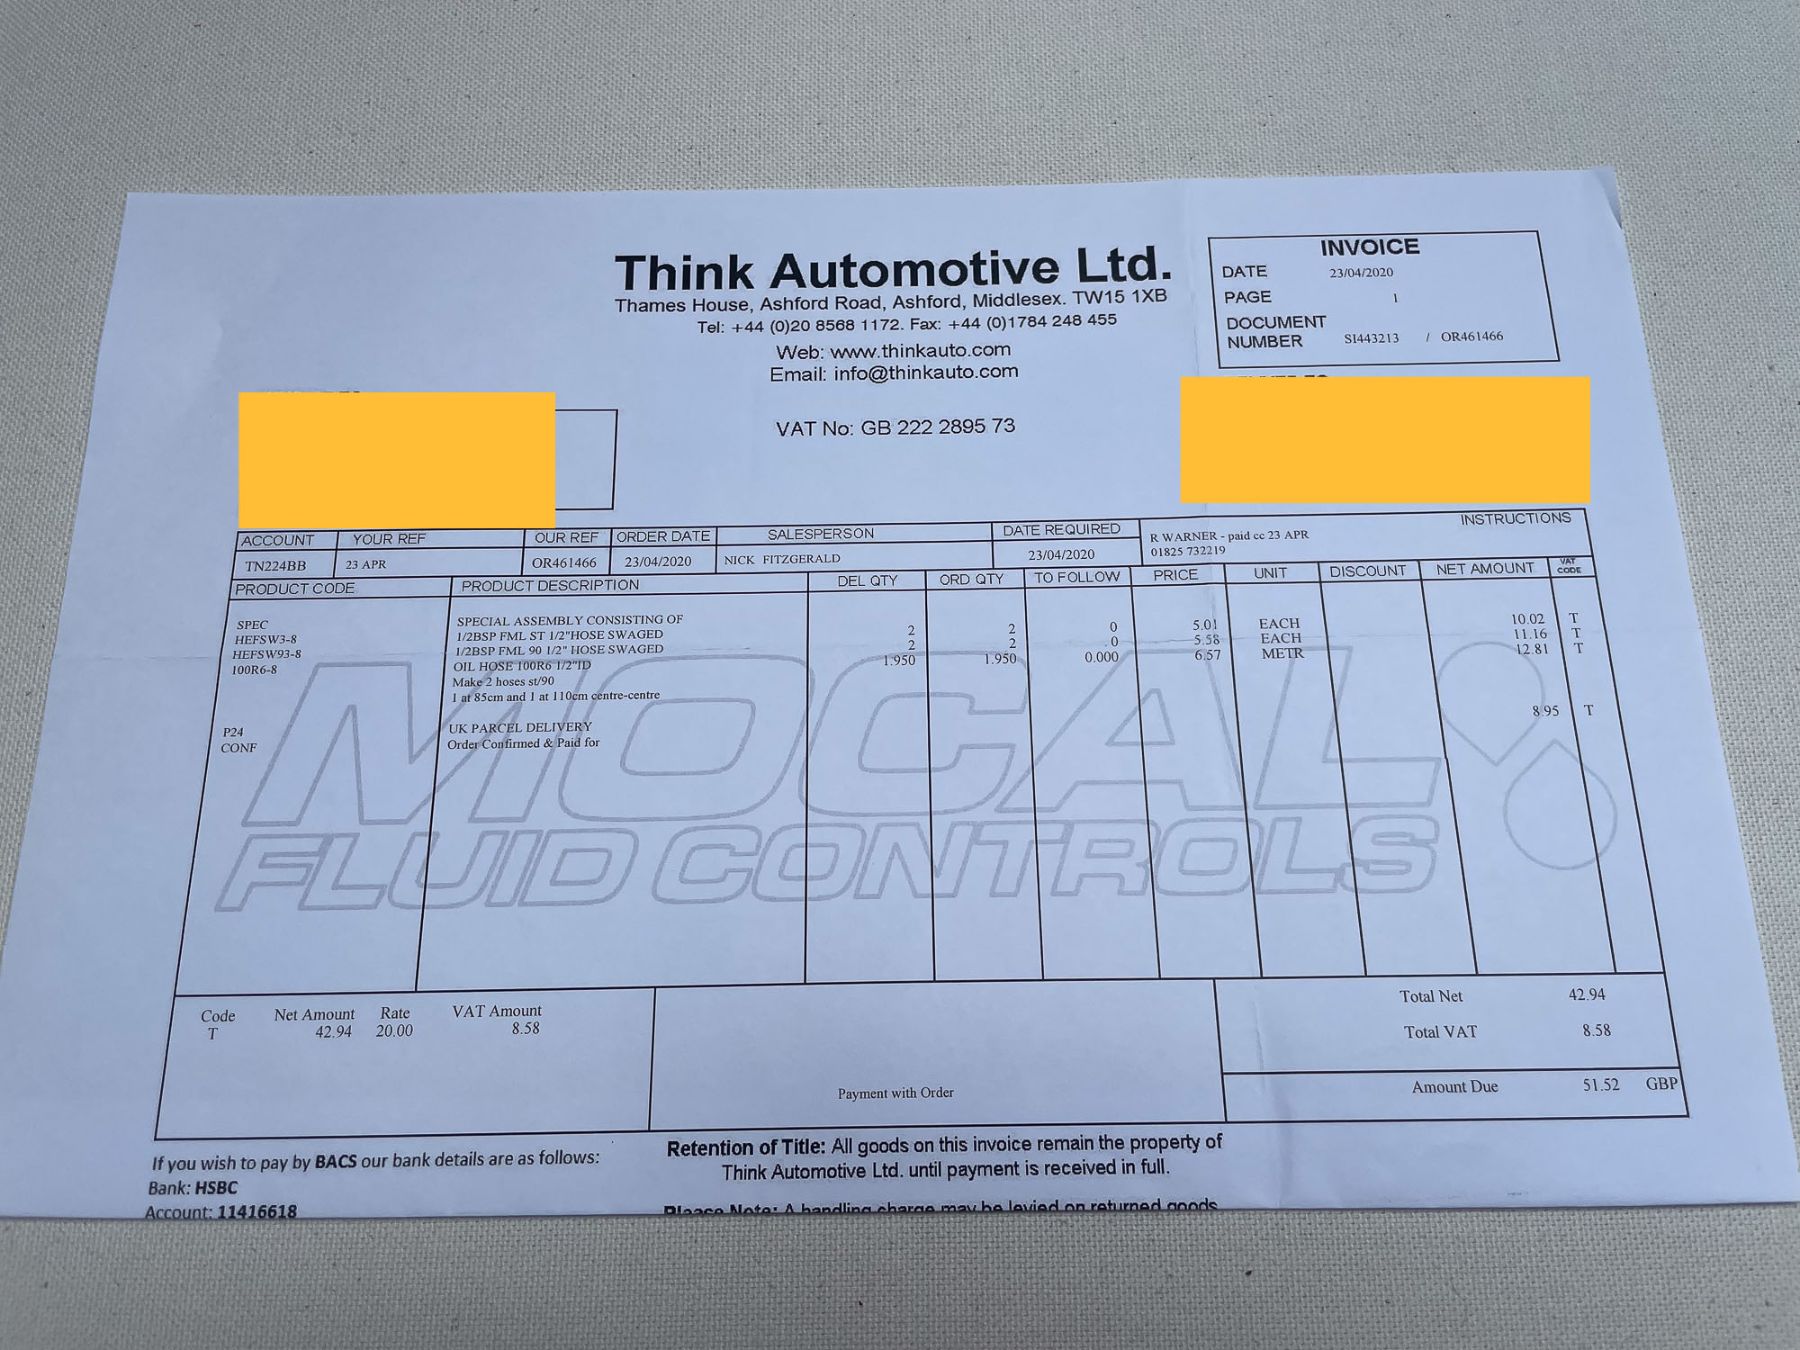 Think Automotive Ltd.
Thames House, Ashford Road, Ashford, Middlesex. TW15 1XB
Tel: +44 (0)20 8568 1172. Fax: +44 (0)1784 248 455
Web: www.thinkauto.com
Email: info@thinkauto.com
VAT No: GB 222 2895 73
INVOICE
DATE 23/04/2020
PAGE 1
DOCUMENT
NUMBER SI443213 / OR461466
ACCOUNT YOUR REF OUR REF ORDER DATE SALESPERSON DATE REQUIRED INSTRUCTIONS
TN224BB 23 APR OR461466 23/04/2020 NICK FITZGERALD 23/04/2020 R WARNER - paid cc 23 APR
01825 732219
PRODUCT CODE PRODUCT DESCRIPTION DEL QTY ORD QTY TO FOLLOW PRICE UNIT DISCOUNT NET AMOUNT VAT CODE
SPEC SPECIAL ASSEMBLY CONSISTING OF
HEFSW3-8 1/2BSP FML ST 1/2"HOSE SWAGED 2 2 0 5.01 EACH 10.02 T
HEFSW93-8 1/2BSP FML 90 1/2" HOSE SWAGED 2 2 0 5.58 EACH 11.16 T
100R6-8 OIL HOSE 100R6 1/2"ID 1.950 1.950 0.000 6.57 METR 12.81 T
Make 2 hoses st/90
1 at 85cm and 1 at 110cm centre-centre
P24 UK PARCEL DELIVERY 8.95 T
CONF Order Confirmed & Paid for
MOCAL
FLUID CONTROLS
Code Net Amount Rate VAT Amount
T 42.94 20.00 8.58
Payment with Order
Total Net 42.94
Total VAT 8.58
Amount Due 51.52 GBP
If you wish to pay by BACS our bank details are as follows:
Bank: HSBC
Account: 11416618
Retention of Title: All goods on this invoice remain the property of
Think Automotive Ltd. until payment is received in full.
Please Note: A handling charge may be levied on returned goods